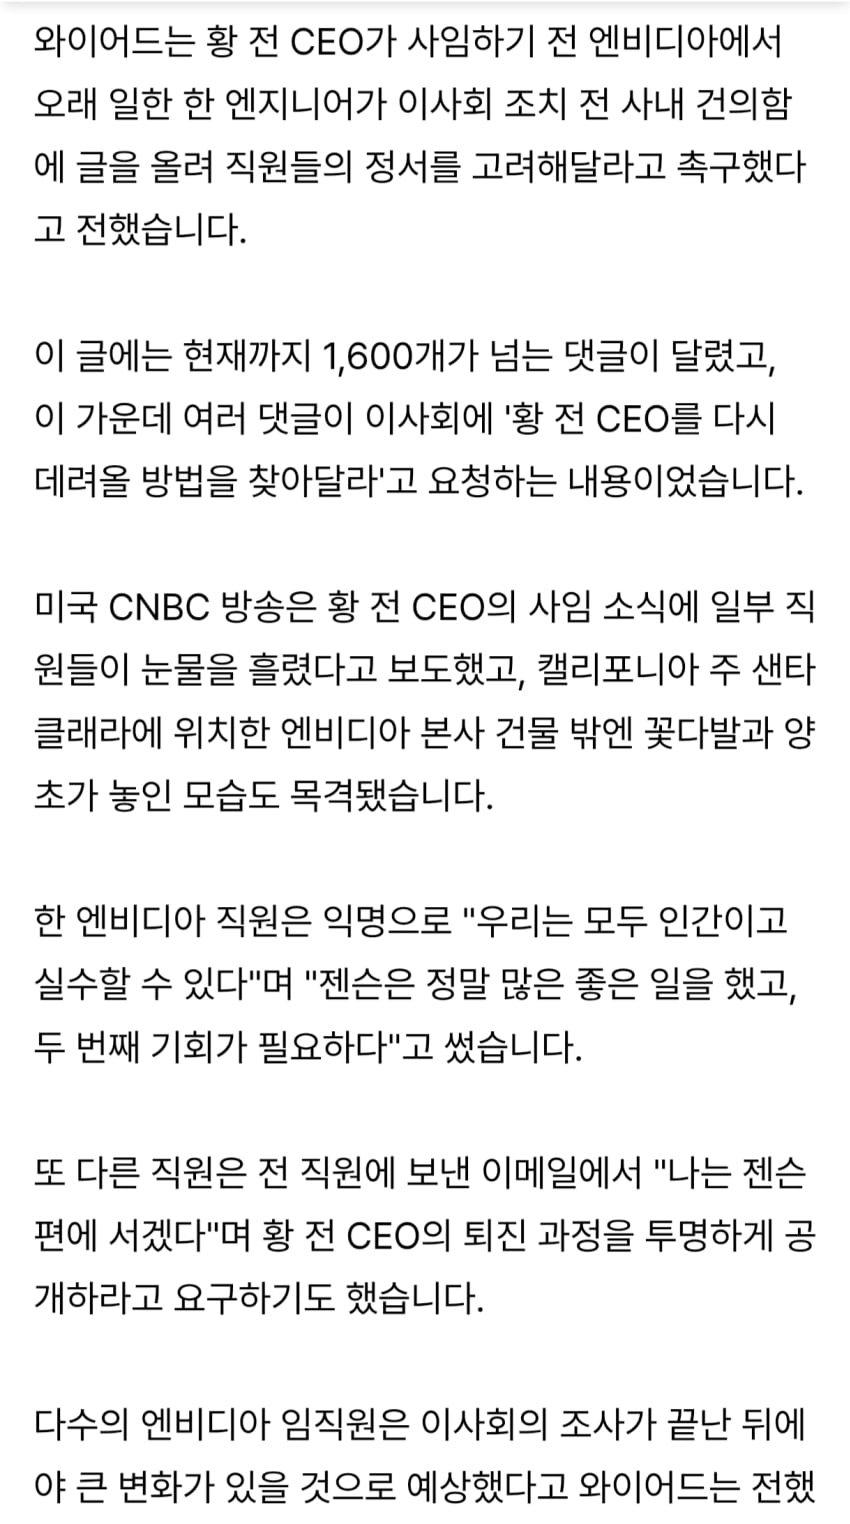 와이어드는 황 전 CEO가 사임하기 전 엔비디아에서
오래 일한 한 엔지니어가 이사회 조치 전 사내 건의함
에 글을 올려 직원들의 정서를 고려해달라고 촉구했다
고 전했습니다.
이 글에는 현재까지 1,600개가 넘는 댓글이 달렸고,
이 가운데 여러 댓글이 이사회에 '황 전 CEO를 다시
데려올 방법을 찾아달라'고 요청하는 내용이었습니다.
미국 CNBC 방송은 황 전 CEO의 사임 소식에 일부 직
원들이 눈물을 흘렸다고 보도했고, 캘리포니아 주 샌타
클래라에 위치한 엔비디아 본사 건물 밖엔 꽃다발과 양
초가 놓인 모습도 목격됐습니다.
한 엔비디아 직원은 익명으로 "우리는 모두 인간이고
실수할 수 있다"며 "젠슨은 정말 많은 좋은 일을 했고,
두 번째 기회가 필요하다"고 썼습니다.
또 다른 직원은 전 직원에 보낸 이메일에서 "나는 젠슨
편에 서겠다"며 황 전 CEO의 퇴진 과정을 투명하게 공
개하라고 요구하기도 했습니다.
다수의 엔비디아 임직원은 이사회의 조사가 끝난 뒤에
야 큰 변화가 있을 것으로 예상했다고 와이어드는 전했